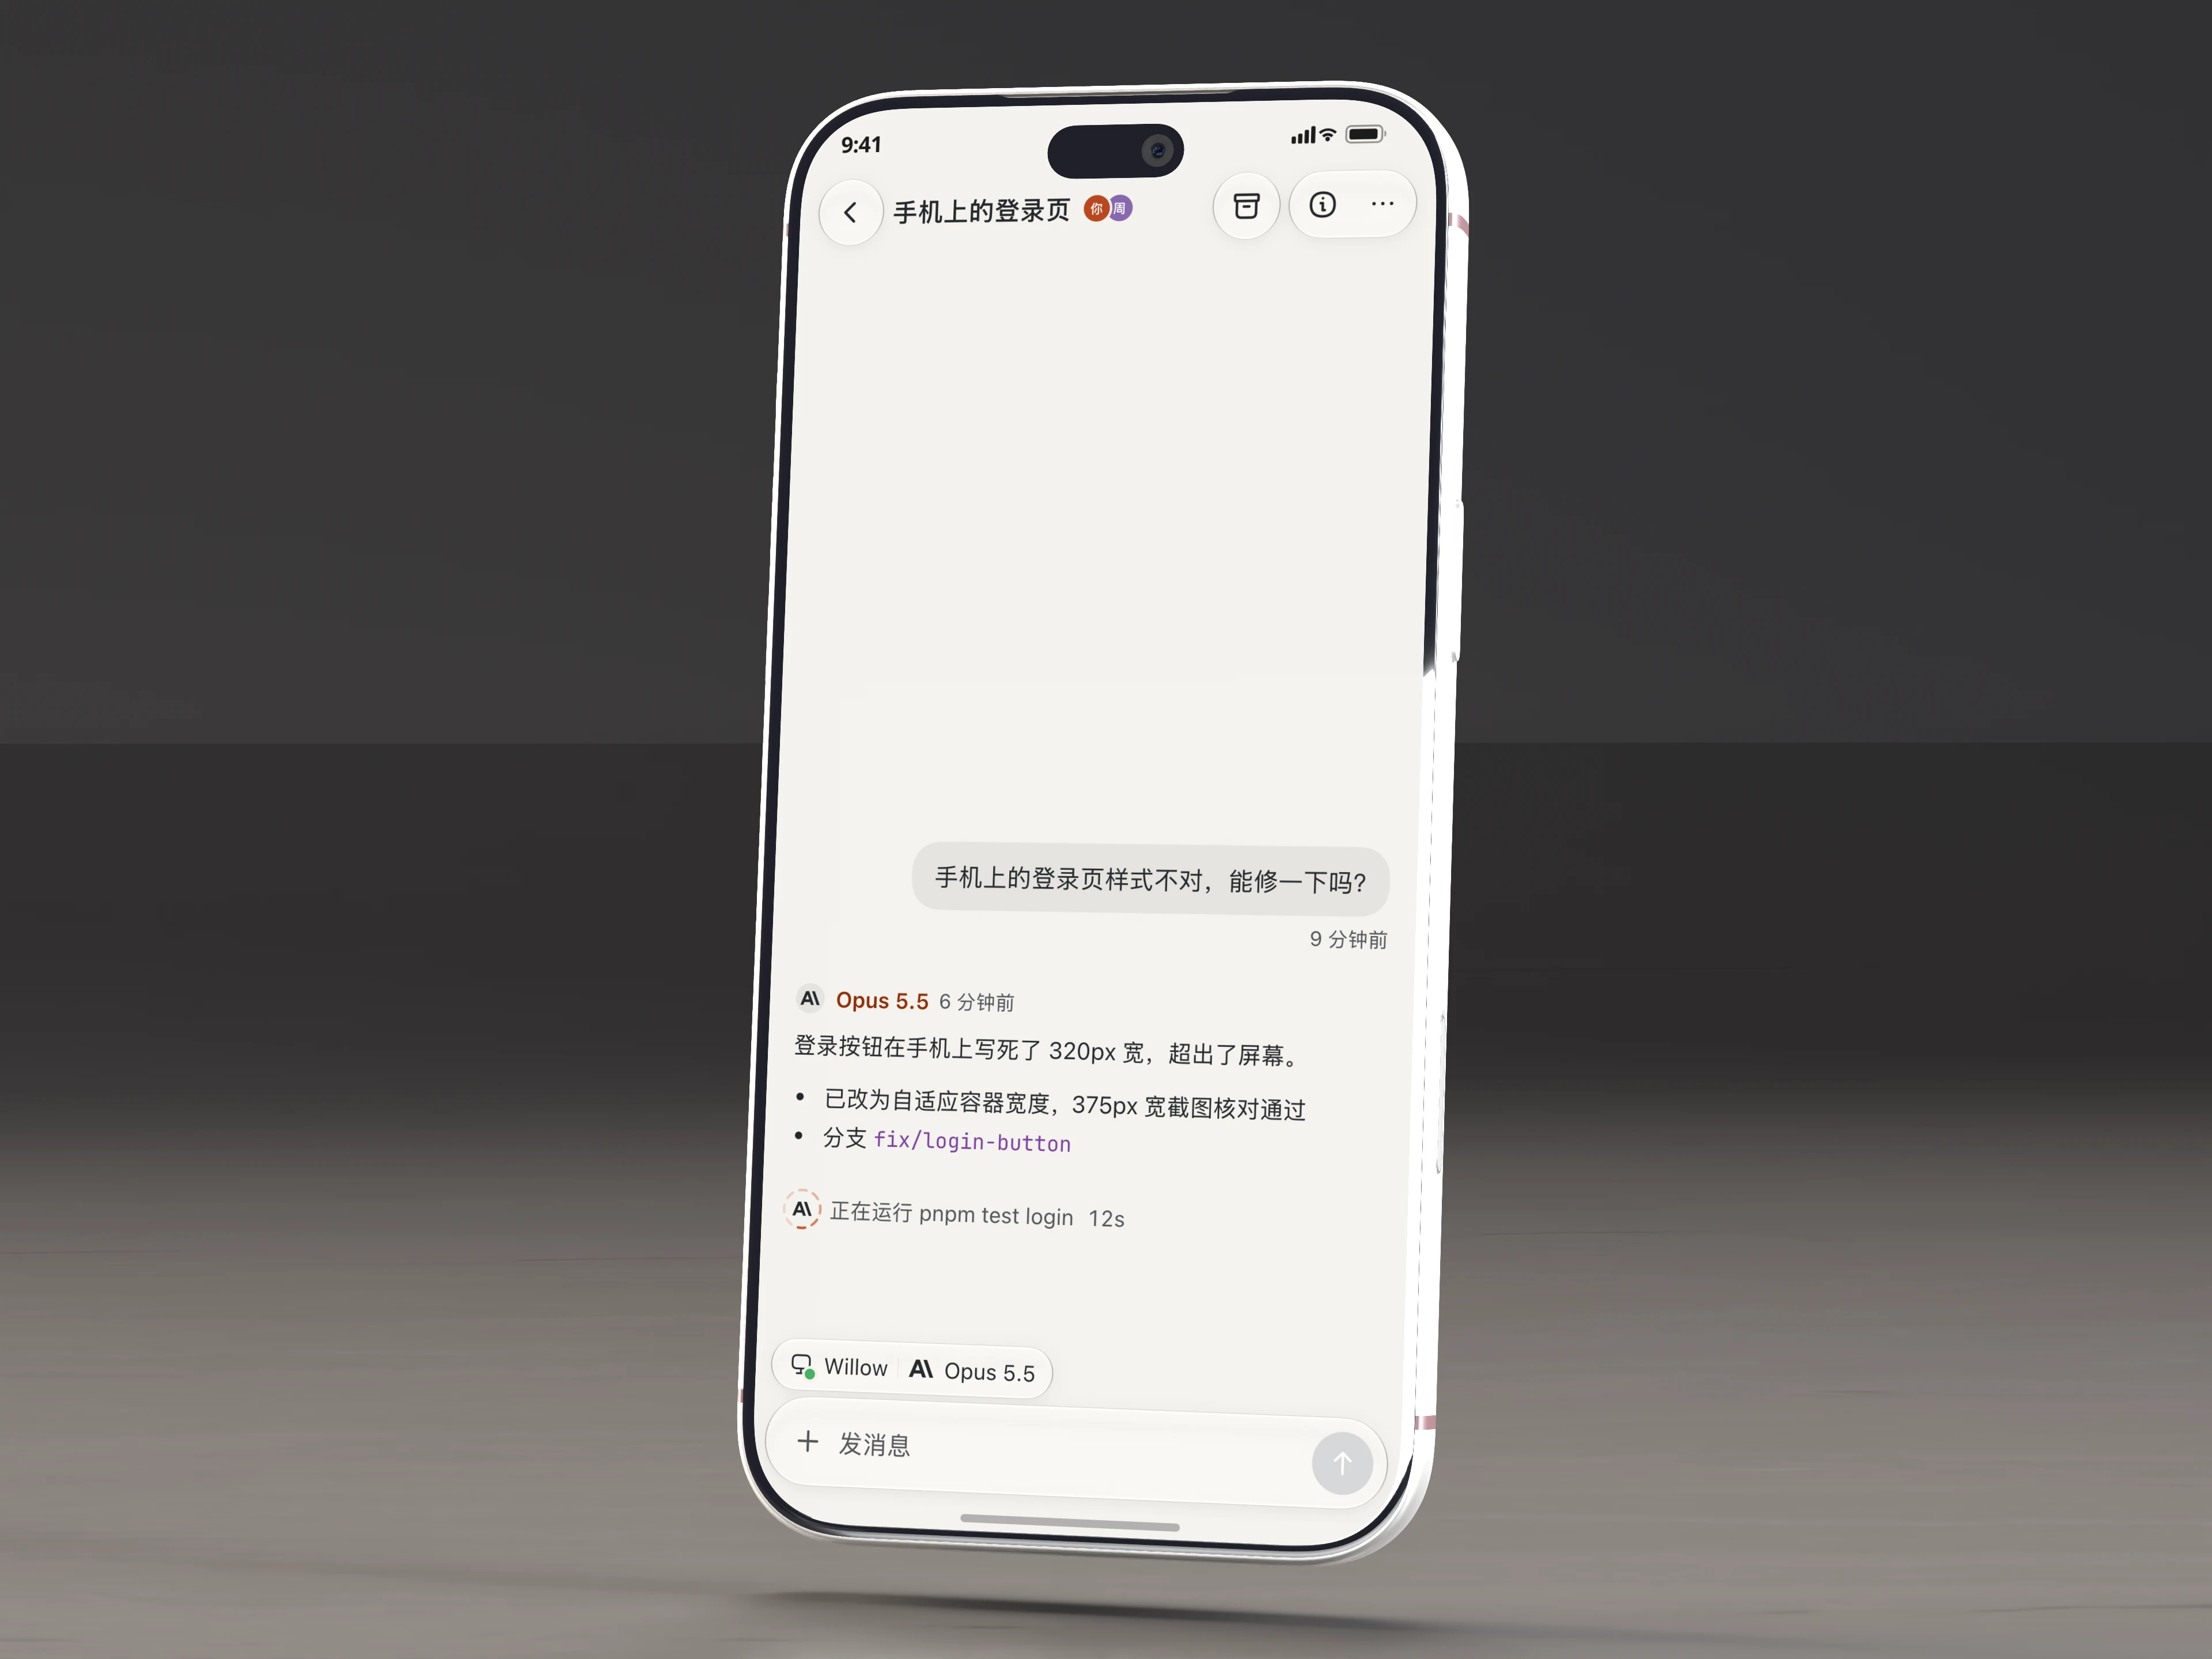 9:41
手机上的登录页 你 周
手机上的登录页样式不对，能修一下吗?
9 分钟前
Opus 5.5 6 分钟前
登录按钮在手机上写死了 320px 宽，超出了屏幕。
• 已改为自适应容器宽度，375px 宽截图核对通过
• 分支 fix/login-button
正在运行 pnpm test login 12s
Willow Opus 5.5
发消息